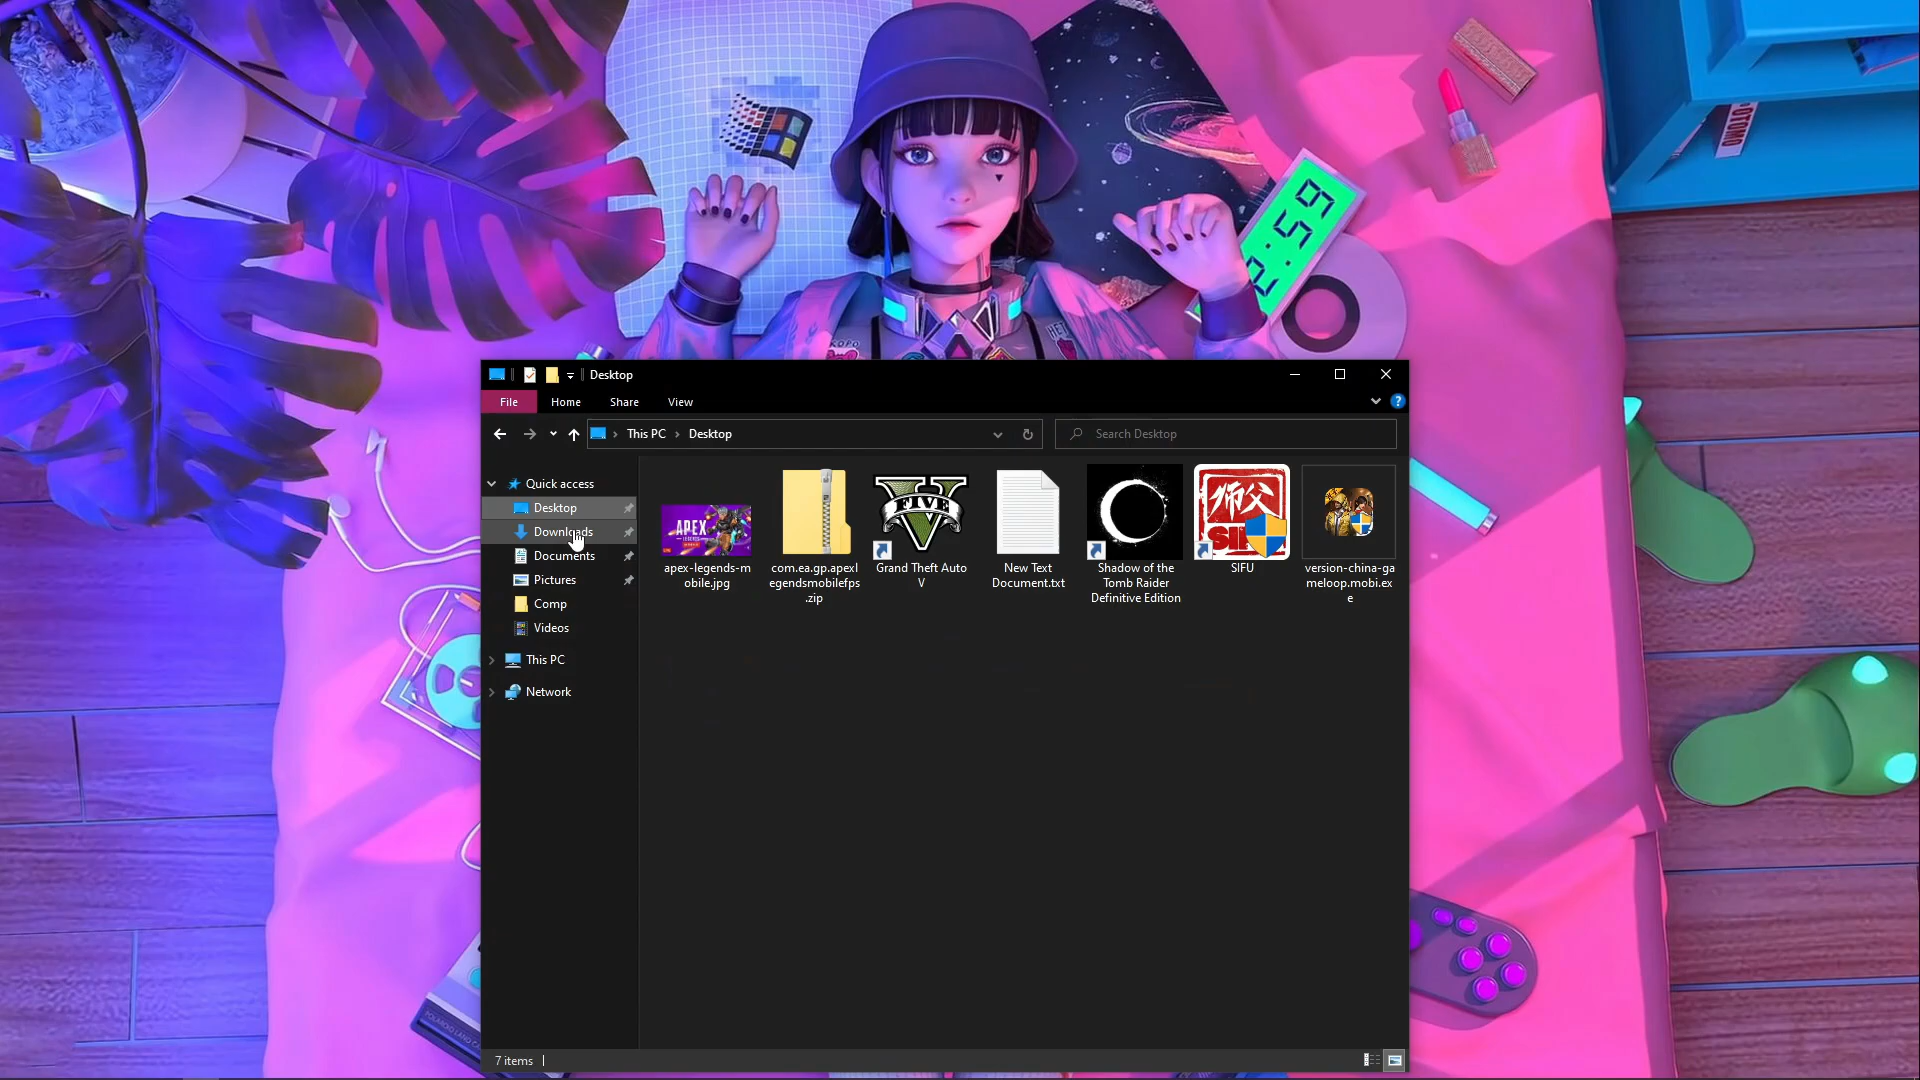 OTOMO
2:59
Desktop
File
Home
Share
View
This PC
Desktop
Search Desktop
Quick access
Desktop
Downloads
Documents
Pictures
Comp
Videos
This PC
Network
APEX
apex-legends-m
obile.jpg
com.ea.gp.apexl
egendsmobilefps
.zip
FIVE
Grand Theft Auto
V
New Text
Document.txt
Shadow of the
Tomb Raider
Definitive Edition
师父
SIFU
version-china-ga
meloop.mobi.ex
e
7 items